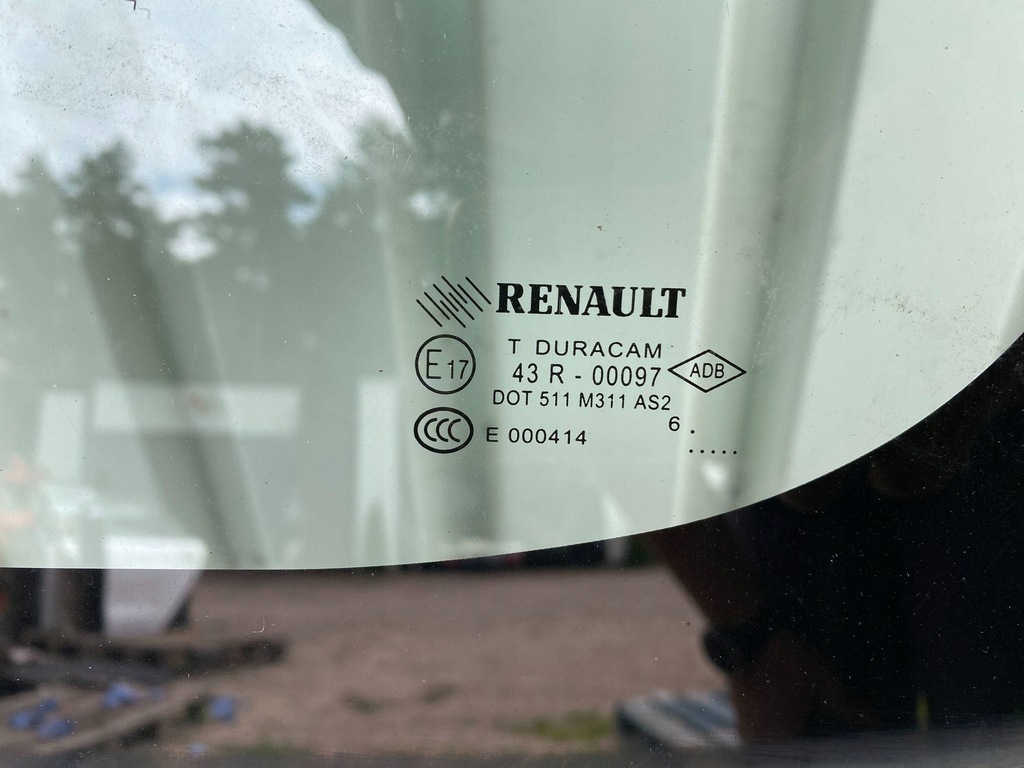 RENAULT
E17
T DURACAM
43 R - 00097
ADB
DOT 511 M311 AS2
6 .
CCC
E 000414
.....